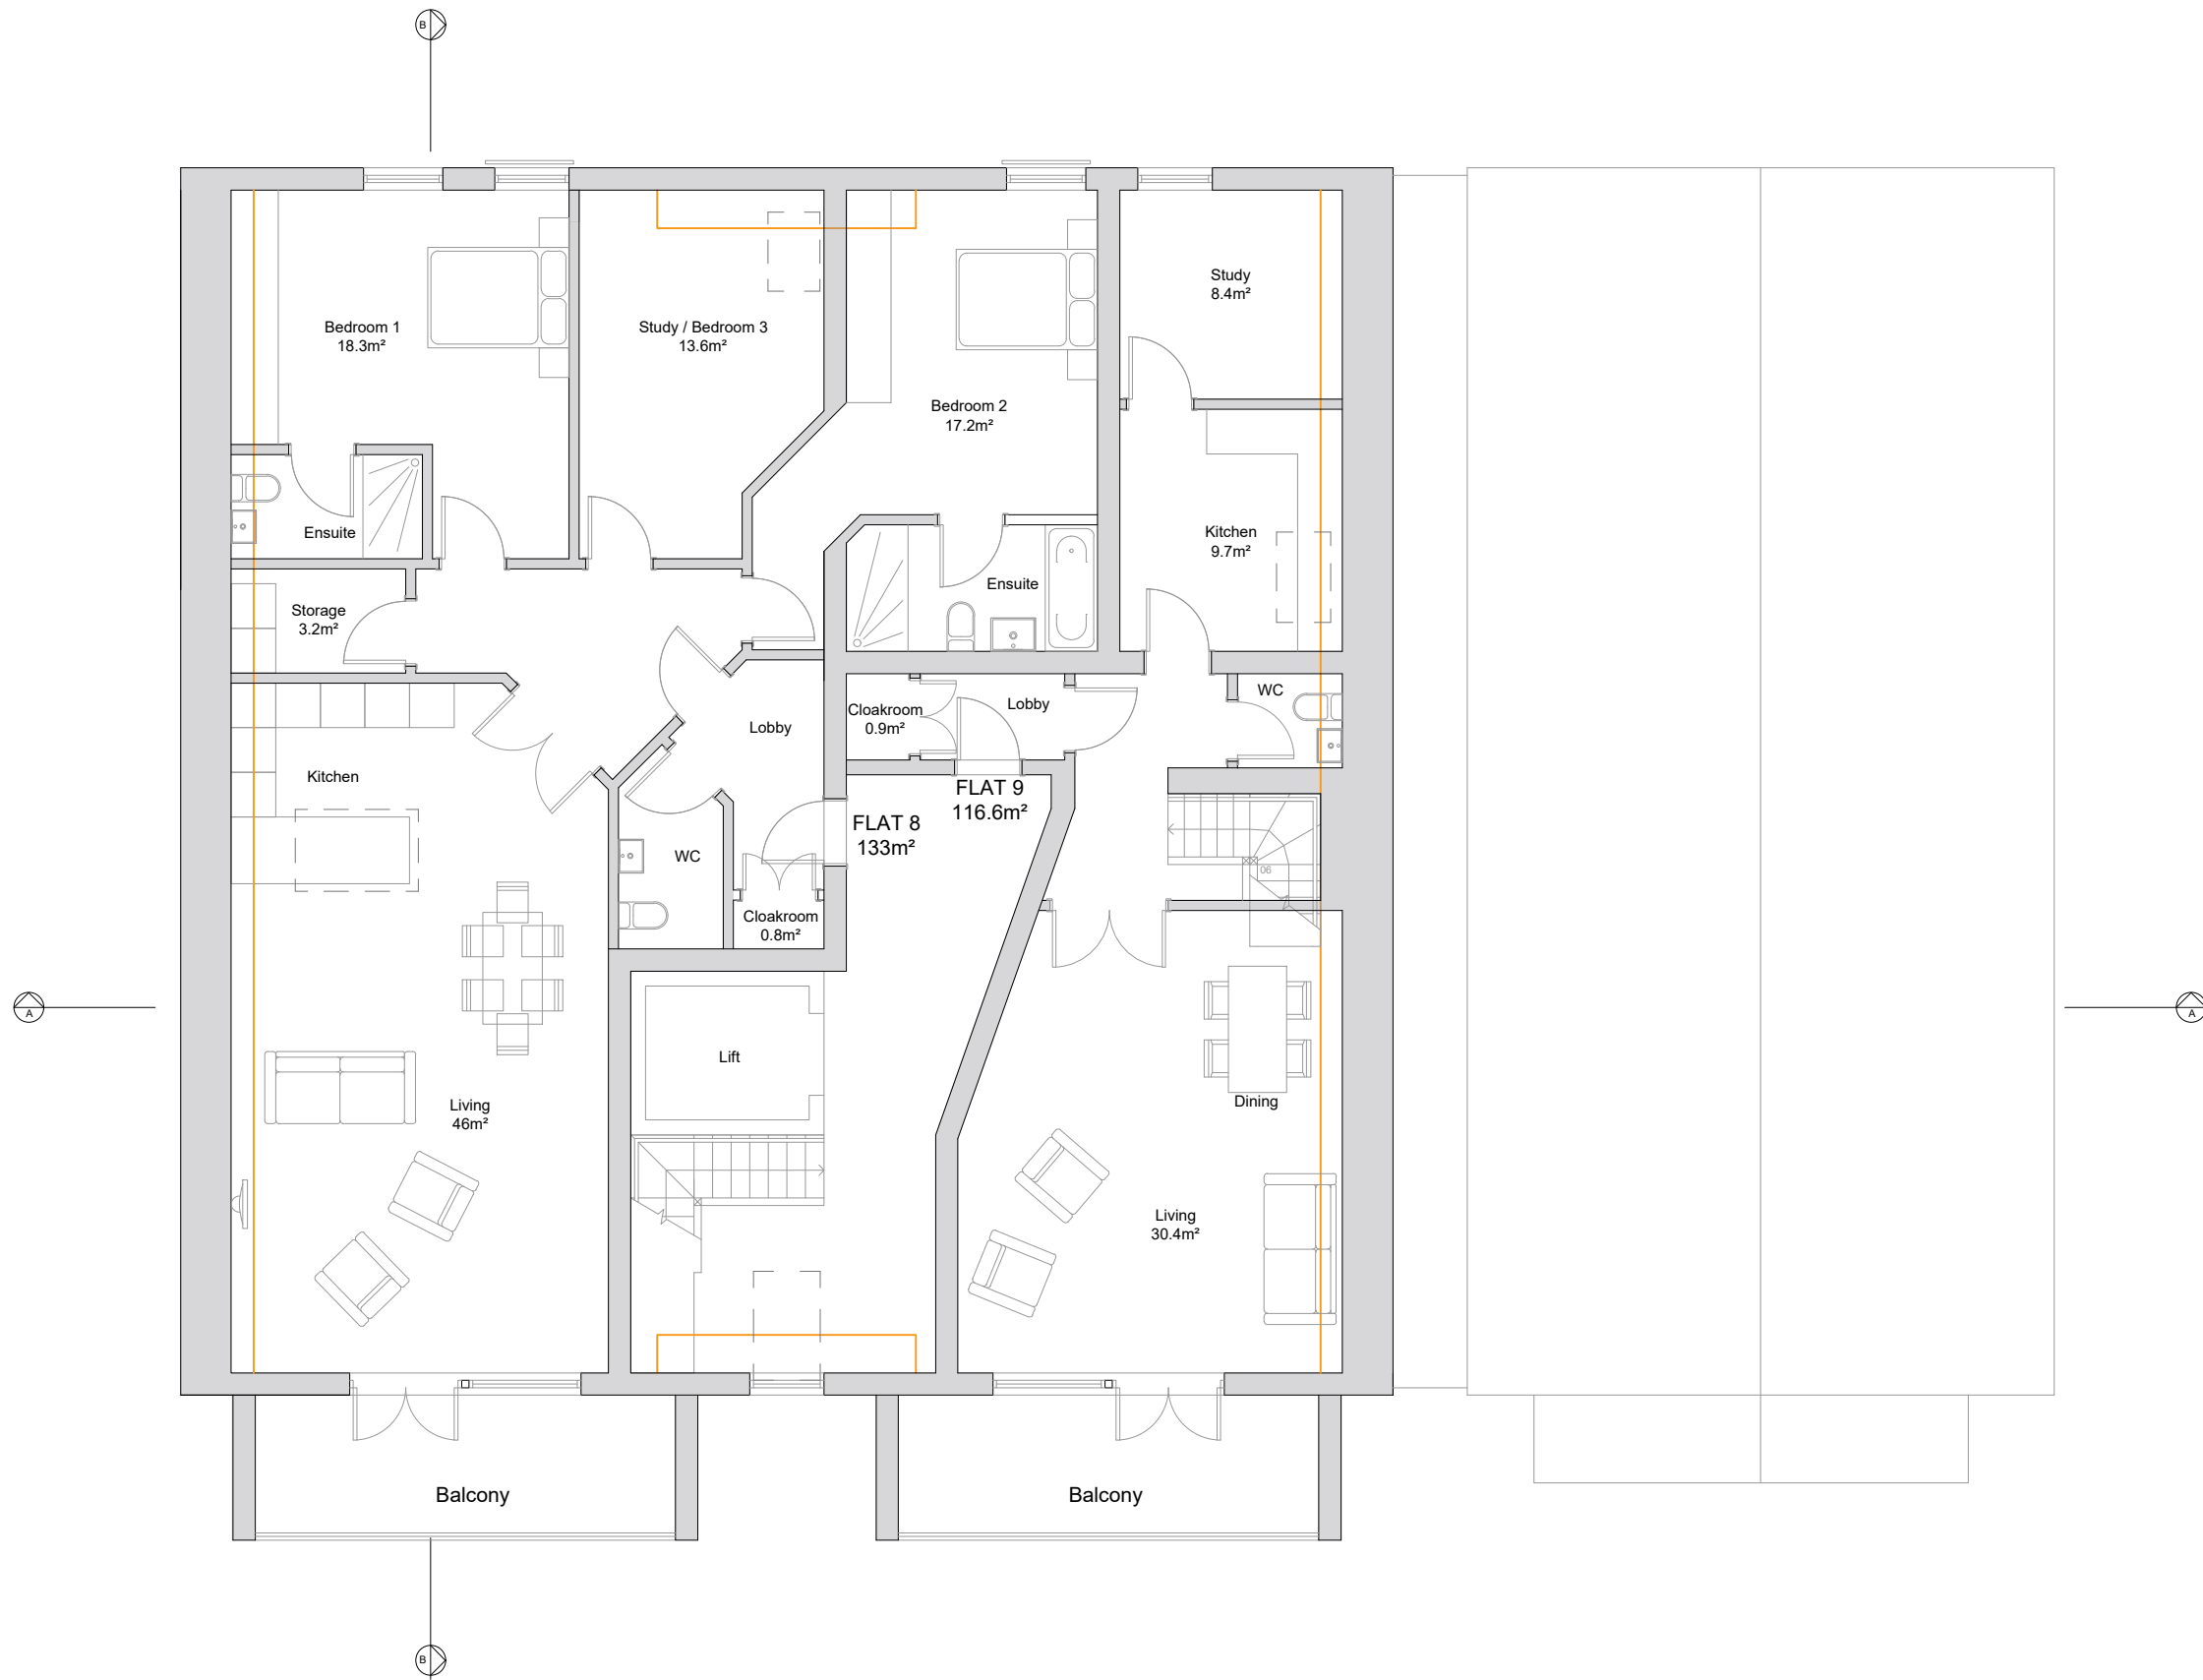 B
Bedroom 1
18.3m²
Study / Bedroom 3
13.6m²
Bedroom 2
17.2m²
Study
8.4m²
Ensuite
Kitchen
9.7m²
Ensuite
Storage
3.2m²
Lobby
Cloakroom
0.9m²
Lobby
WC
Kitchen
FLAT 9
116.6m²
FLAT 8
133m²
WC
06
Cloakroom
0.8m²
A
A
Lift
Living
46m²
Dining
Living
30.4m²
Balcony
Balcony
B